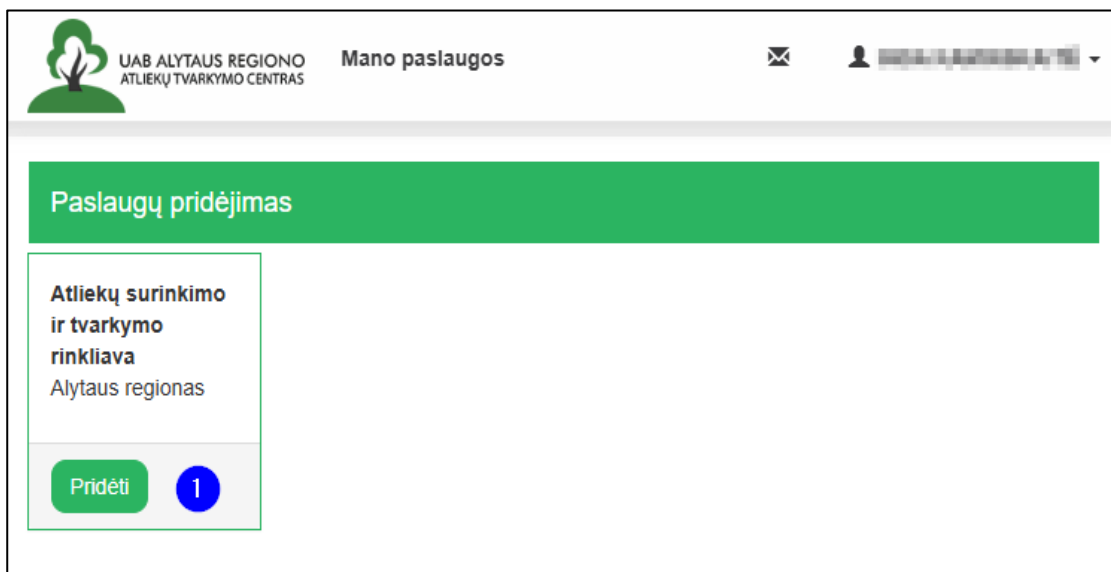 UAB ALYTAUS REGIONO
ATLIEKŲ TVARKYMO CENTRAS
Mano paslaugos
Paslaugų pridėjimas
Atliekų surinkimo
ir tvarkymo
rinkliava
Alytaus regionas
Pridėti
1